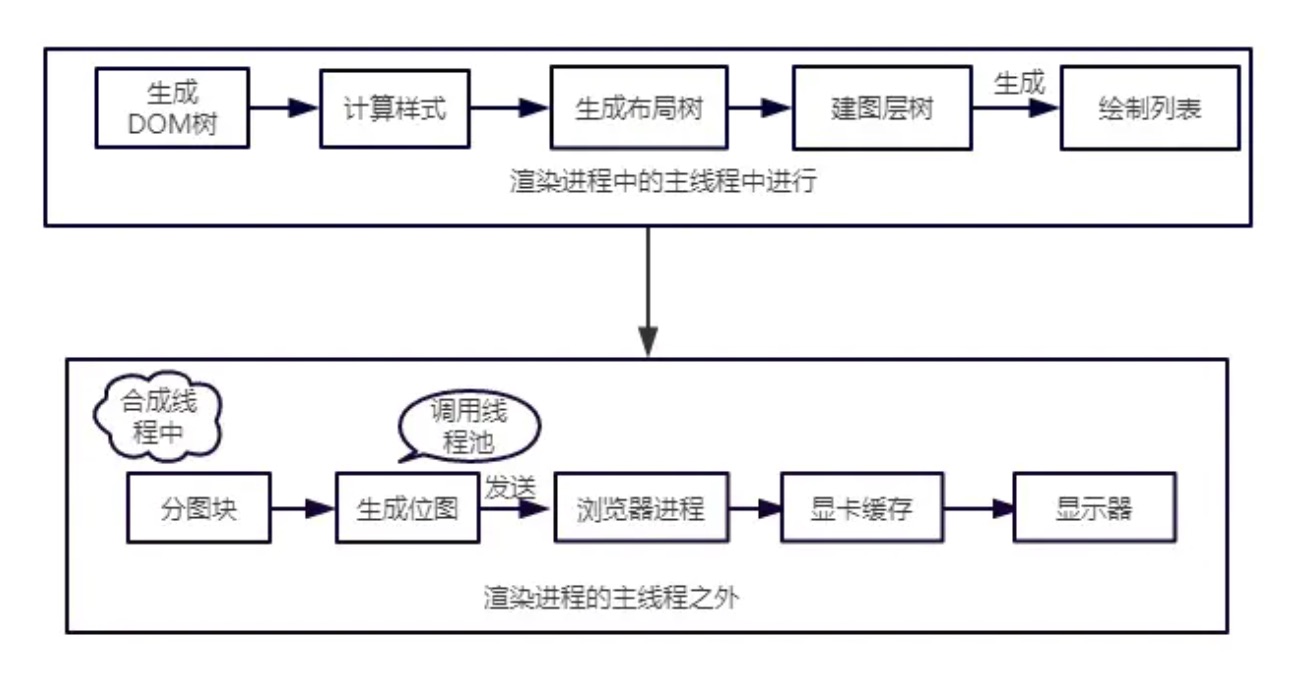 生成
DOM树
计算样式
生成布局树
建图层树
生成
绘制列表
渲染进程中的主线程中进行
合成线
程中
调用线
程池
分图块
生成位图
发送
浏览器进程
显卡缓存
显示器
渲染进程的主线程之外